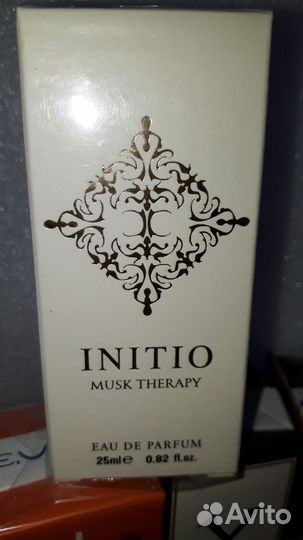 INITIO
MUSK THERAPY
EAU DE PARFUM
25ml e 0.82 fl.oz.
Avito